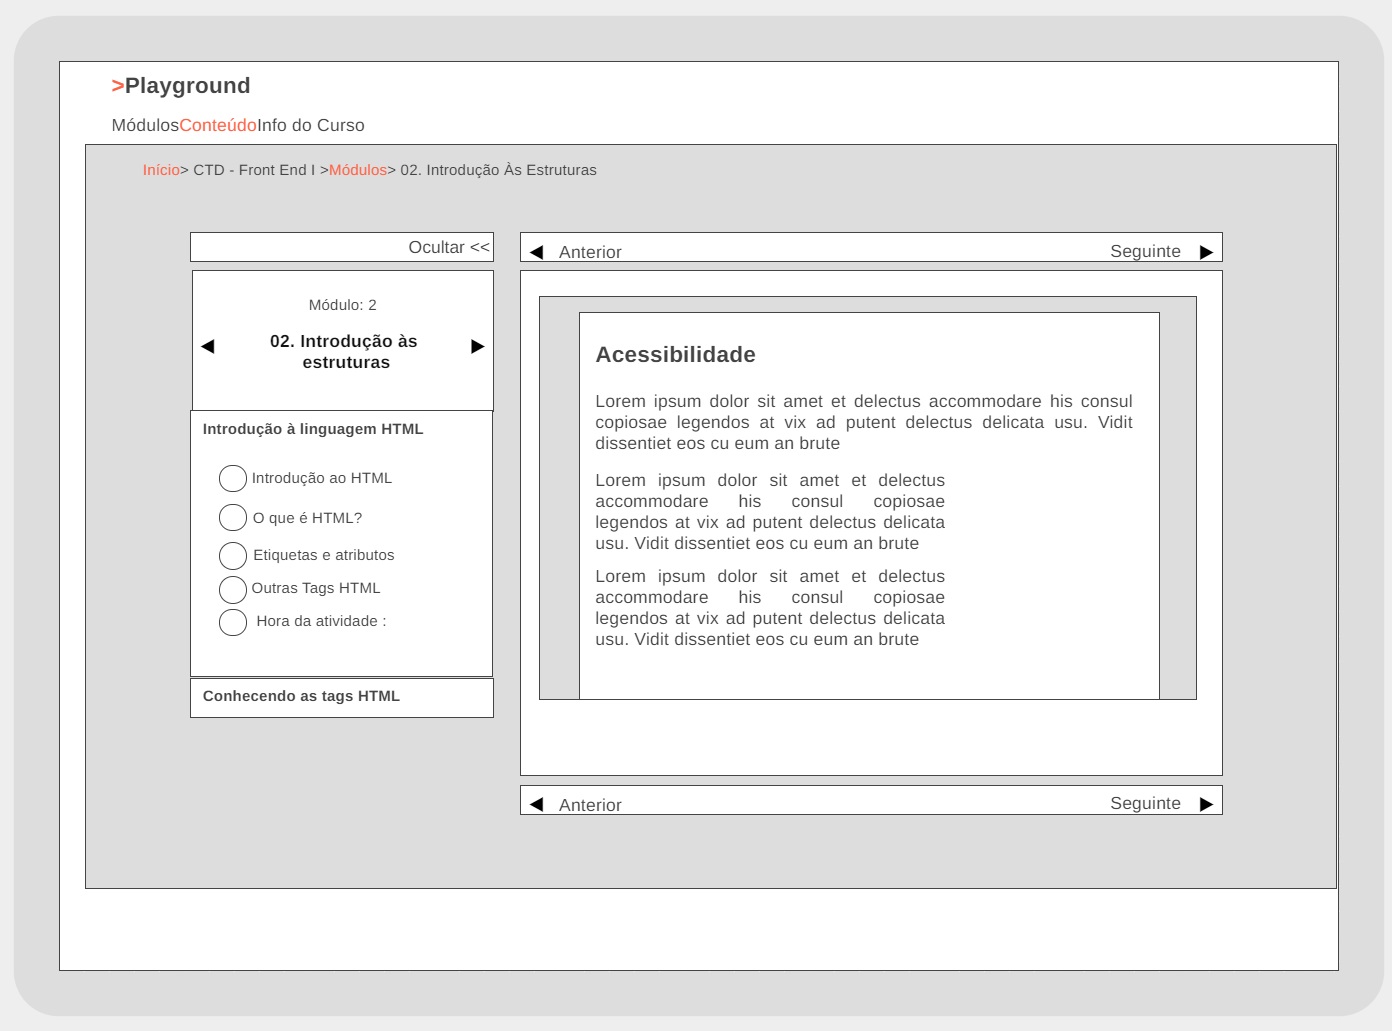 >Playground
MódulosConteúdoInfo do Curso
Início> CTD - Front End I >Módulos> 02. Introdução Às Estruturas
Ocultar <<
Módulo: 2
02. Introdução às
estruturas
Introdução à linguagem HTML
Introdução ao HTML
O que é HTML?
Etiquetas e atributos
Outras Tags HTML
Hora da atividade :
Conhecendo as tags HTML
Anterior
Seguinte
Acessibilidade
Lorem ipsum dolor sit amet et delectus accommodare his consul
copiosae legendos at vix ad putent delectus delicata usu. Vidit
dissentiet eos cu eum an brute
Lorem ipsum dolor sit amet et delectus
accommodare his consul copiosae
legendos at vix ad putent delectus delicata
usu. Vidit dissentiet eos cu eum an brute
Lorem ipsum dolor sit amet et delectus
accommodare his consul copiosae
legendos at vix ad putent delectus delicata
usu. Vidit dissentiet eos cu eum an brute
Anterior
Seguinte